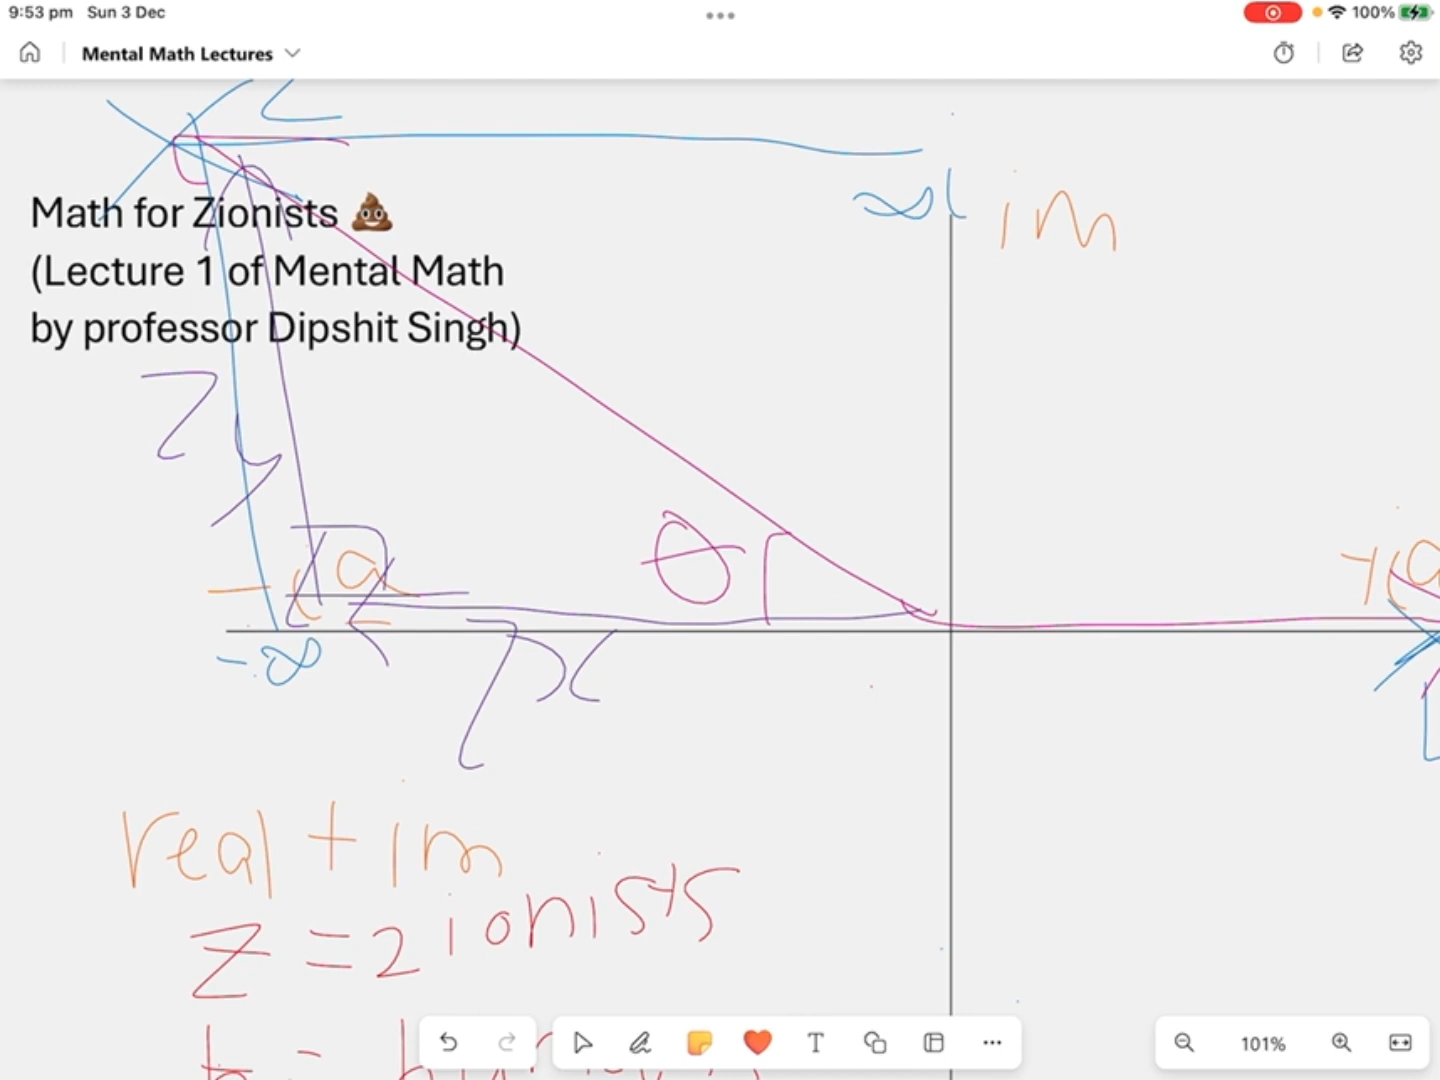 9:53 pm Sun 3 Dec
100%
Mental Math Lectures
∞
im
Math for Zionists 💩
(Lecture 1 of Mental Math
by professor Dipshit Singh)
θ
-∞
real + im
z = zionists
101%